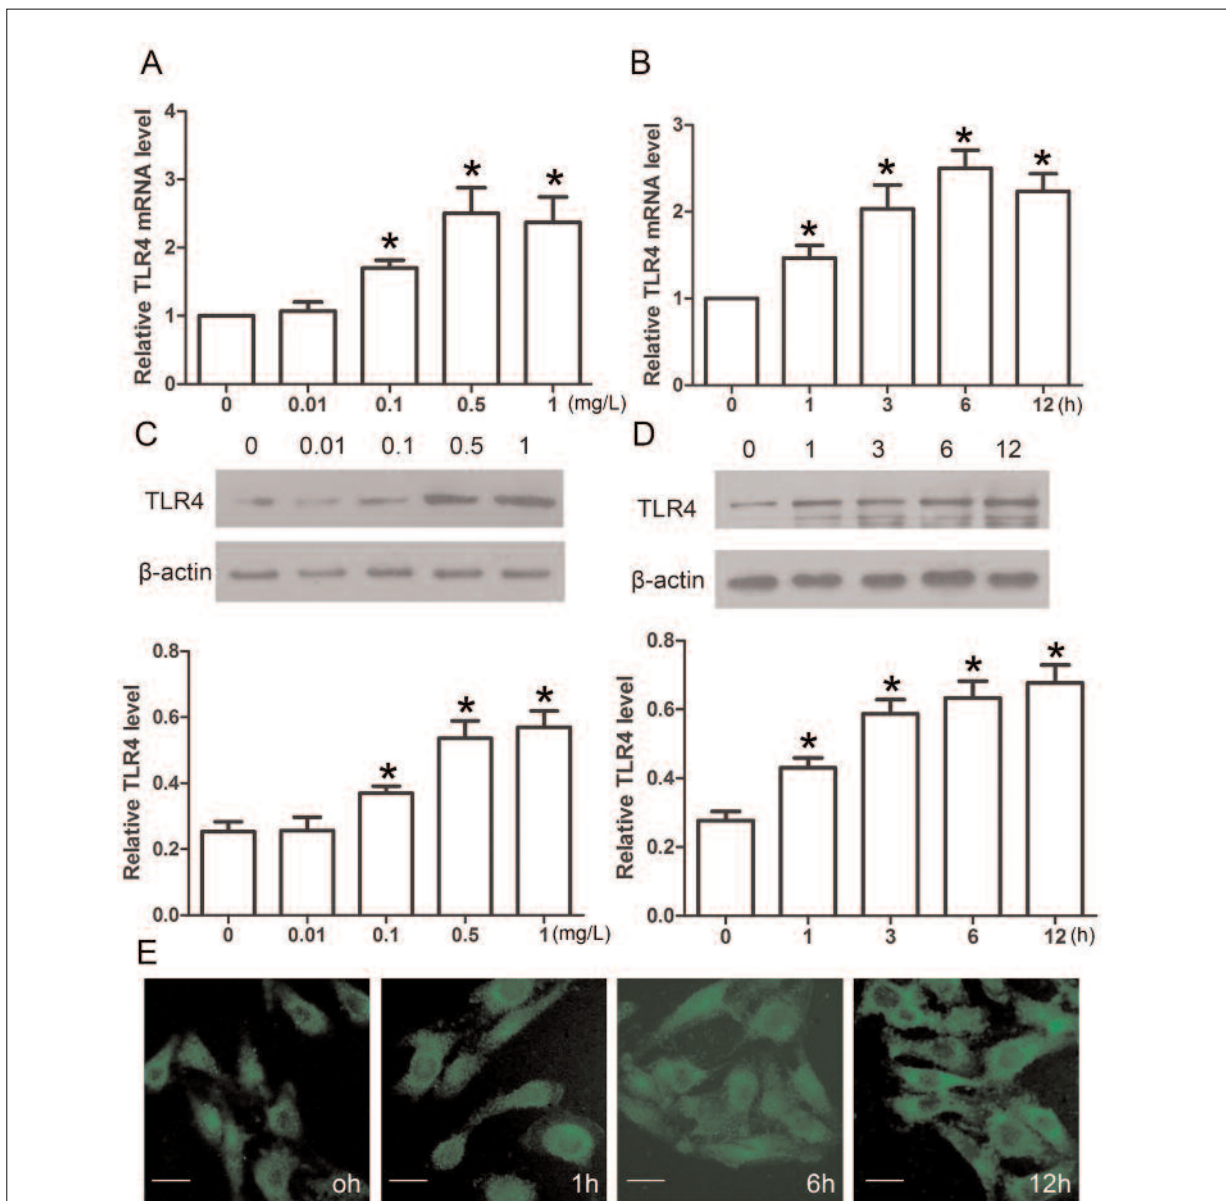 A
Relative TLR4 mRNA level
4
3
2
1
0
* * *
0 0.01 0.1 0.5 1 (mg/L)
B
Relative TLR4 mRNA level
3
2
1
0
* * * *
0 1 3 6 12 (h)
C
0 0.01 0.1 0.5 1
TLR4
β-actin
Relative TLR4 level
0.8
0.6
0.4
0.2
0.0
* * *
0 0.01 0.1 0.5 1 (mg/L)
D
0 1 3 6 12
TLR4
β-actin
Relative TLR4 level
0.8
0.6
0.4
0.2
0.0
* * * *
0 1 3 6 12 (h)
E
oh 1h 6h 12h